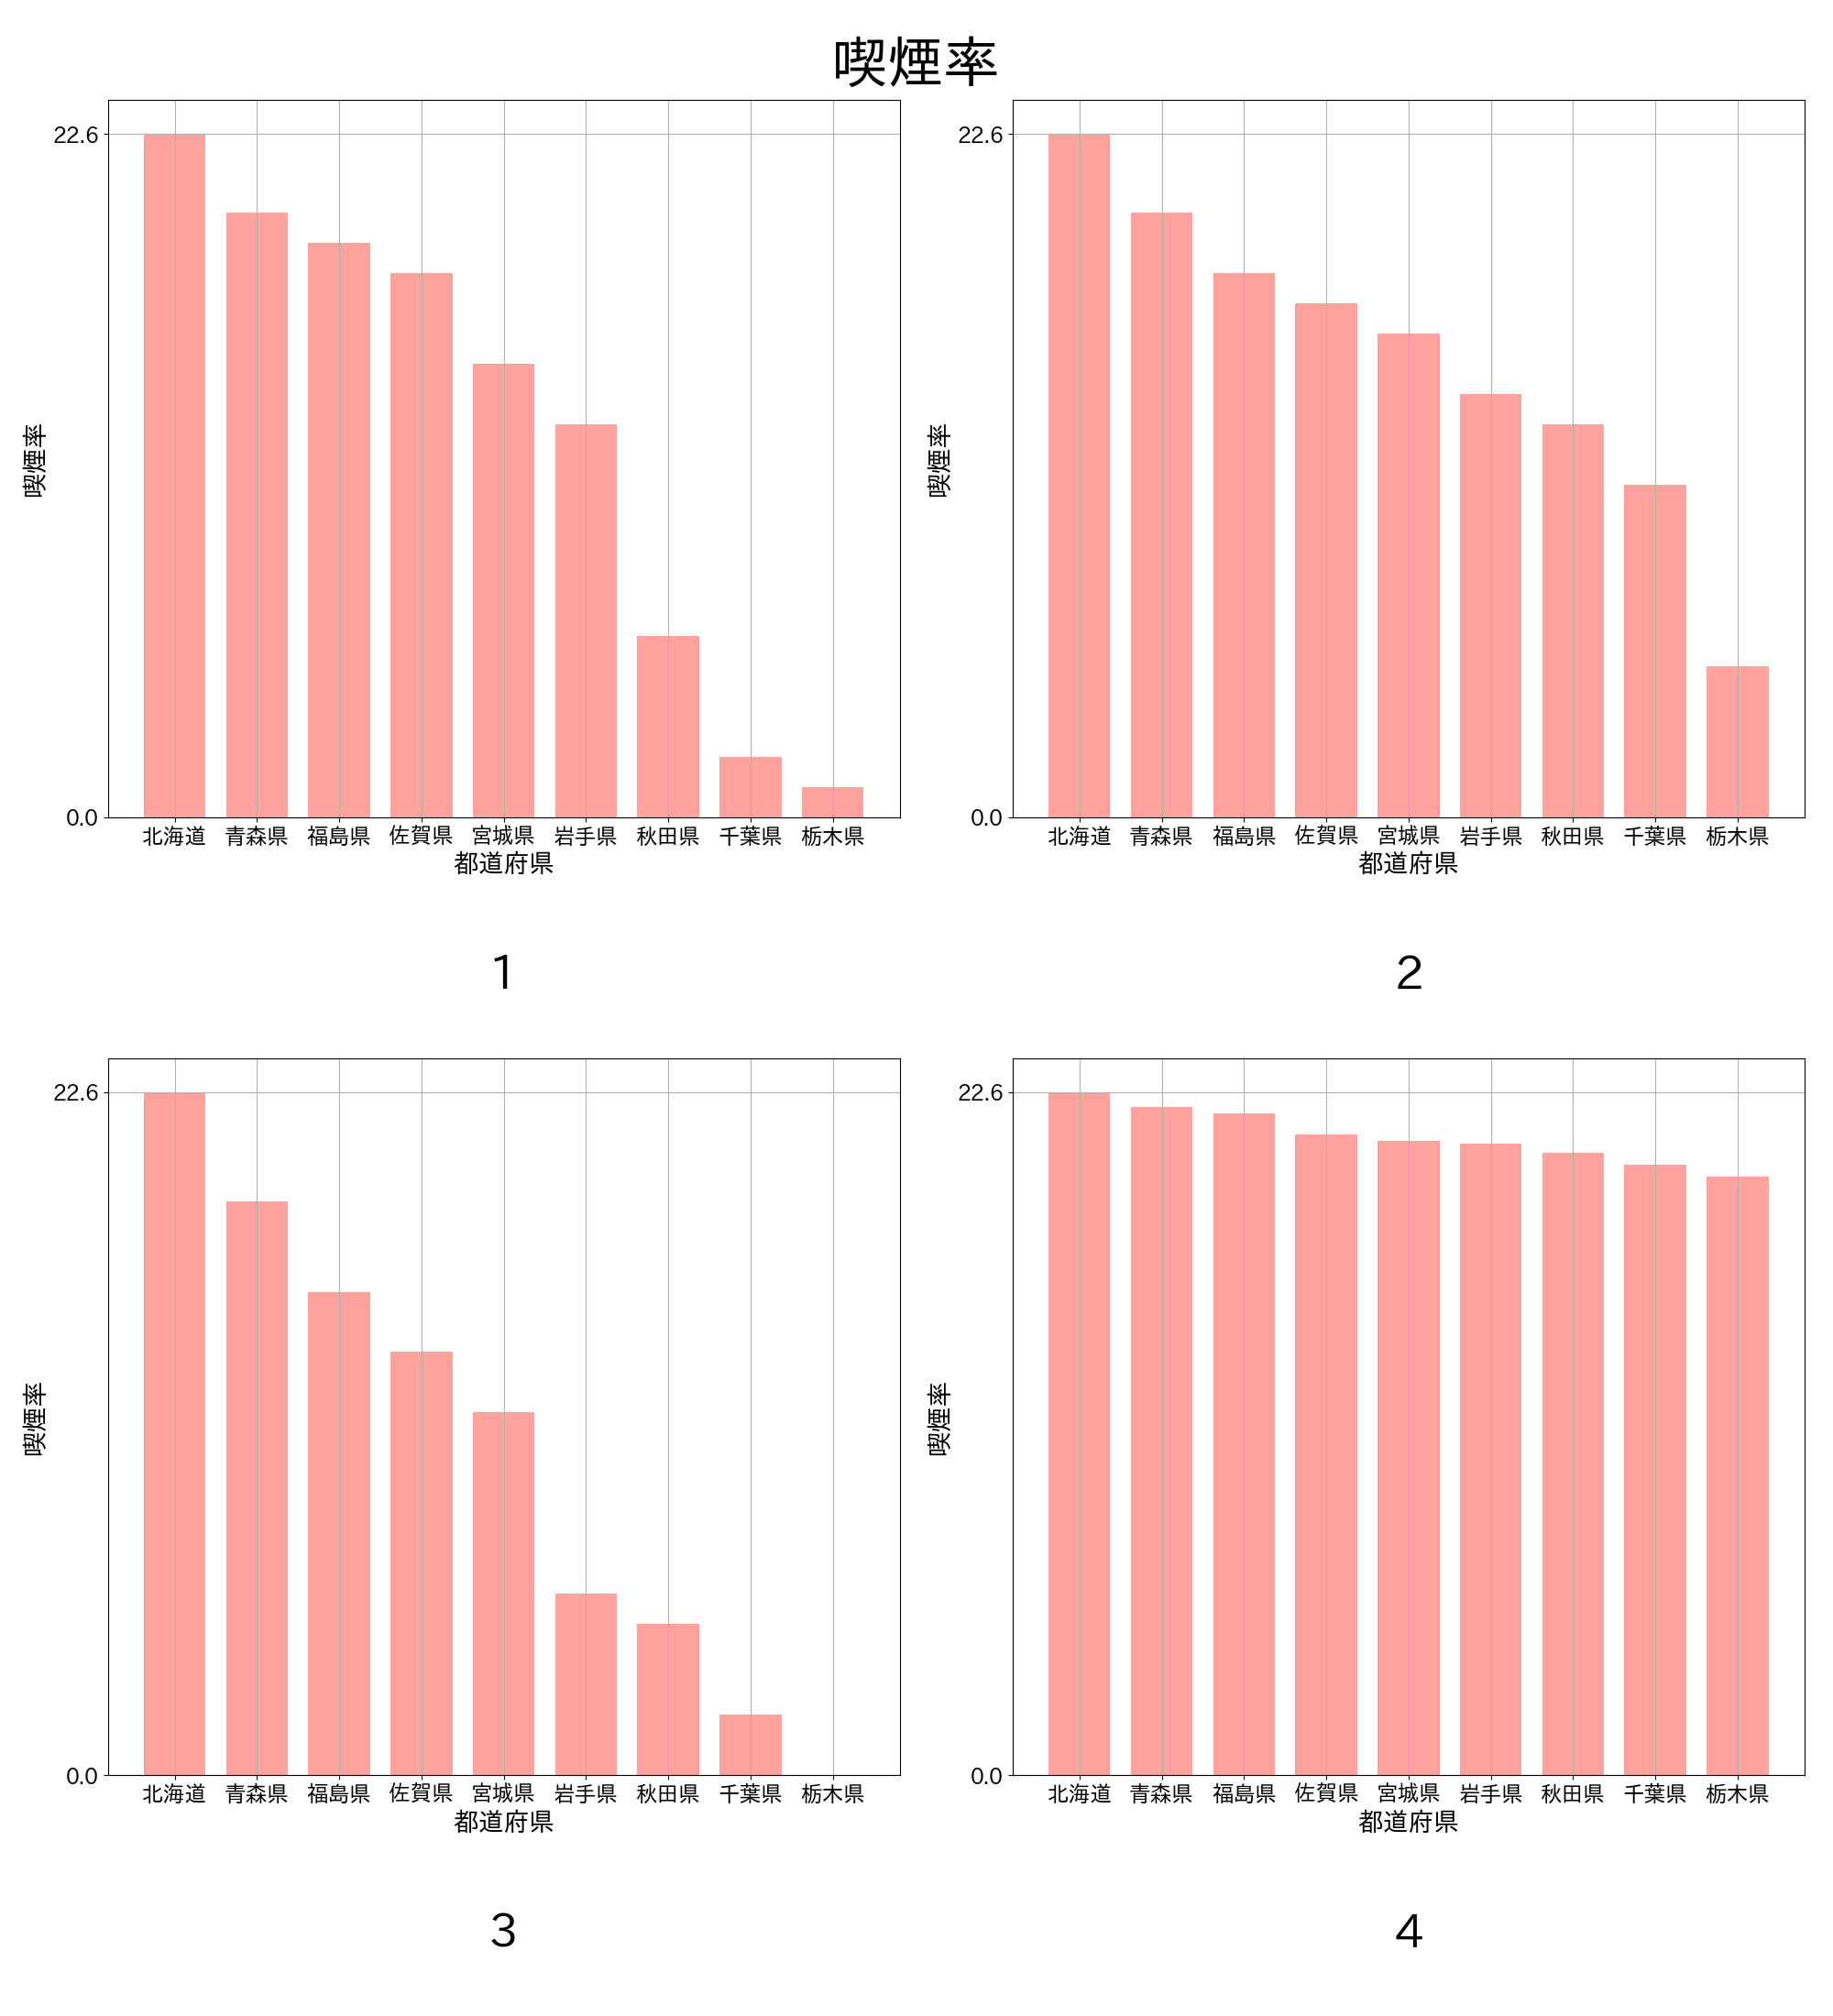 喫煙率
22.6
0.0
喫煙率
北海道 青森県 福島県 佐賀県 宮城県 岩手県 秋田県 千葉県 栃木県
都道府県
1
22.6
0.0
喫煙率
北海道 青森県 福島県 佐賀県 宮城県 岩手県 秋田県 千葉県 栃木県
都道府県
2
22.6
0.0
喫煙率
北海道 青森県 福島県 佐賀県 宮城県 岩手県 秋田県 千葉県 栃木県
都道府県
3
22.6
0.0
喫煙率
北海道 青森県 福島県 佐賀県 宮城県 岩手県 秋田県 千葉県 栃木県
都道府県
4